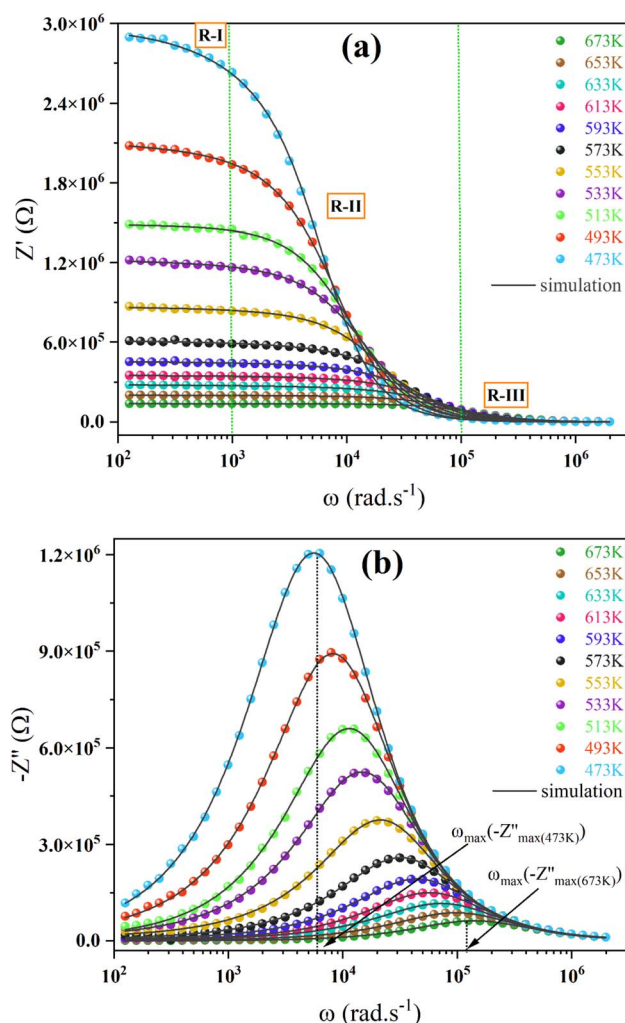 (a)
R-I
R-II
R-III
3.0×10⁶
2.4×10⁶
1.8×10⁶
1.2×10⁶
6.0×10⁵
0.0
Z' (Ω)
673K
653K
633K
613K
593K
573K
553K
533K
513K
493K
473K
simulation
10² 10³ 10⁴ 10⁵ 10⁶
ω (rad.s⁻¹)
(b)
1.2×10⁶
9.0×10⁵
6.0×10⁵
3.0×10⁵
0.0
-Z'' (Ω)
673K
653K
633K
613K
593K
573K
553K
533K
513K
493K
473K
simulation
ωmax(-Z''max(473K))
ωmax(-Z''max(673K))
10² 10³ 10⁴ 10⁵ 10⁶
ω (rad.s⁻¹)